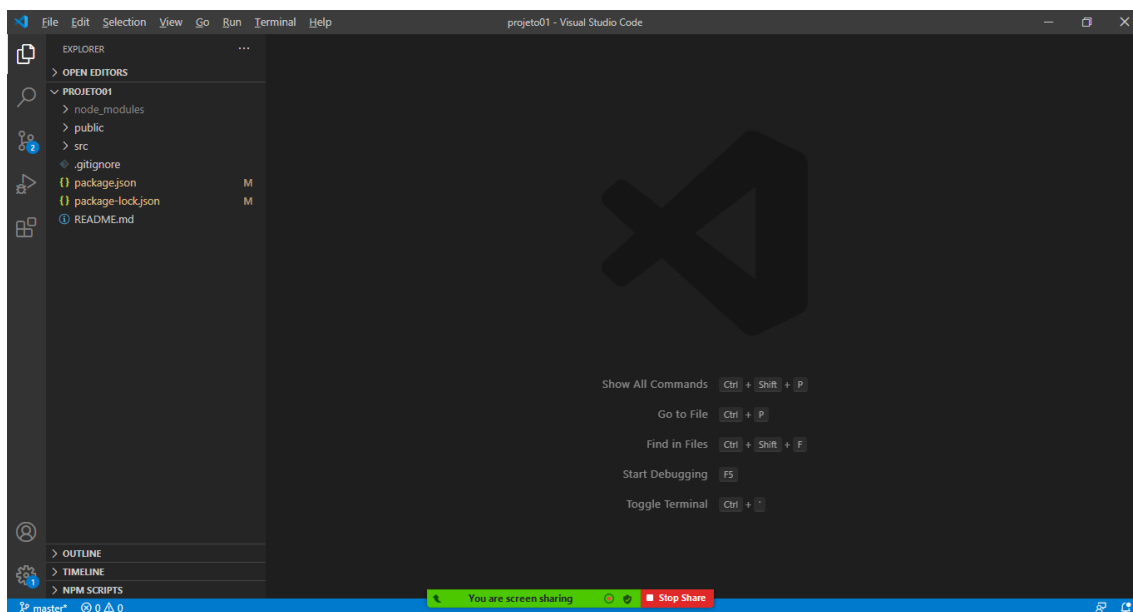 File Edit Selection View Go Run Terminal Help
projeto01 - Visual Studio Code
EXPLORER
OPEN EDITORS
PROJETO01
node_modules
public
src
.gitignore
package.json M
package-lock.json M
README.md
2
Show All Commands Ctrl + Shift + P
Go to File Ctrl + P
Find in Files Ctrl + Shift + F
Start Debugging F5
Toggle Terminal Ctrl + `
OUTLINE
TIMELINE
1
NPM SCRIPTS
You are screen sharing Stop Share
master* 0 0